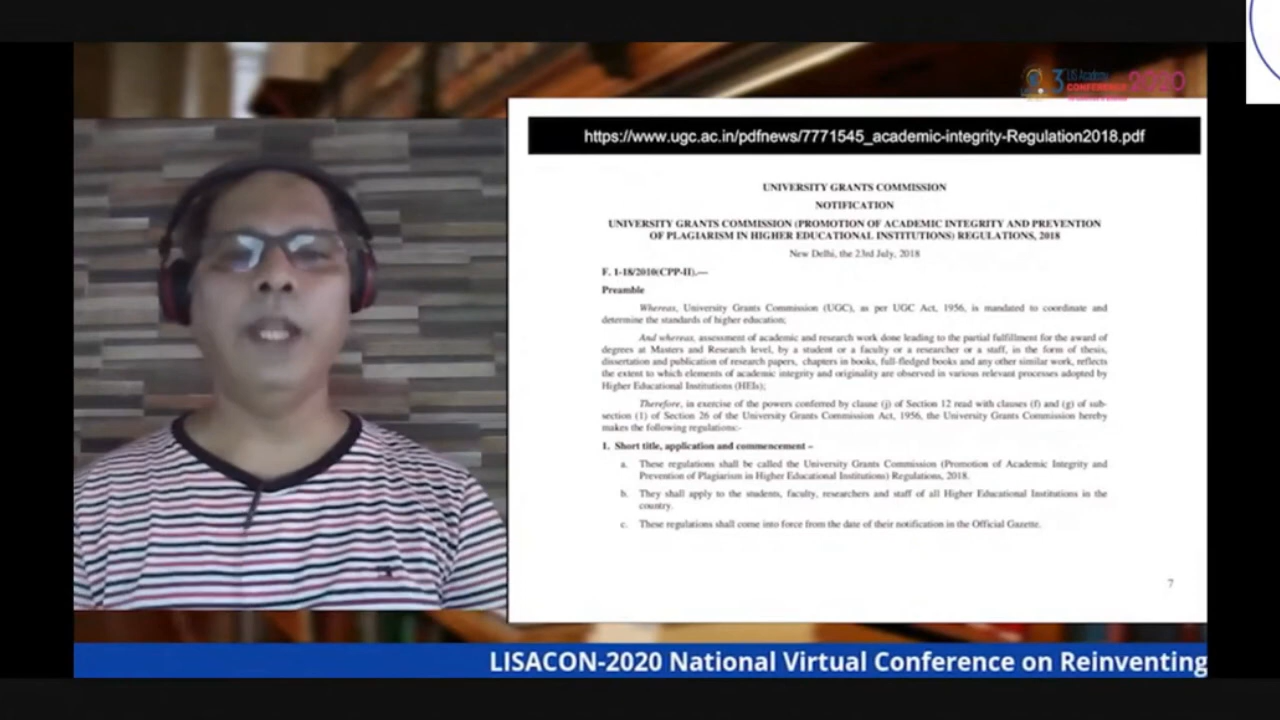 3 LIS Academy
CONFERENCE 2020
https://www.ugc.ac.in/pdfnews/7771545_academic-integrity-Regulation2018.pdf
UNIVERSITY GRANTS COMMISSION
NOTIFICATION
UNIVERSITY GRANTS COMMISSION (PROMOTION OF ACADEMIC INTEGRITY AND PREVENTION
OF PLAGIARISM IN HIGHER EDUCATIONAL INSTITUTIONS) REGULATIONS, 2018
New Delhi, the 23rd July, 2018
F. 1-18/2010(CPP-II).—
Preamble
Whereas, University Grants Commission (UGC), as per UGC Act, 1956, is mandated to coordinate and
determine the standards of higher education;
And whereas, assessment of academic and research work done leading to the partial fulfillment for the award of
degrees at Masters and Research level, by a student or a faculty or a researcher or a staff, in the form of thesis,
dissertation and publication of research papers, chapters in books, full-fledged books and any other similar work, reflects
the extent to which elements of academic integrity and originality are observed in various relevant processes adopted by
Higher Educational Institutions (HEIs);
Therefore, in exercise of the powers conferred by clause (j) of Section 12 read with clauses (f) and (g) of sub-
section (1) of Section 26 of the University Grants Commission Act, 1956, the University Grants Commission hereby
makes the following regulations:-
1. Short title, application and commencement –
a. These regulations shall be called the University Grants Commission (Promotion of Academic Integrity and
Prevention of Plagiarism in Higher Educational Institutions) Regulations, 2018.
b. They shall apply to the students, faculty, researchers and staff of all Higher Educational Institutions in the
country.
c. These regulations shall come into force from the date of their notification in the Official Gazette.
7
LISACON-2020 National Virtual Conference on Reinventing